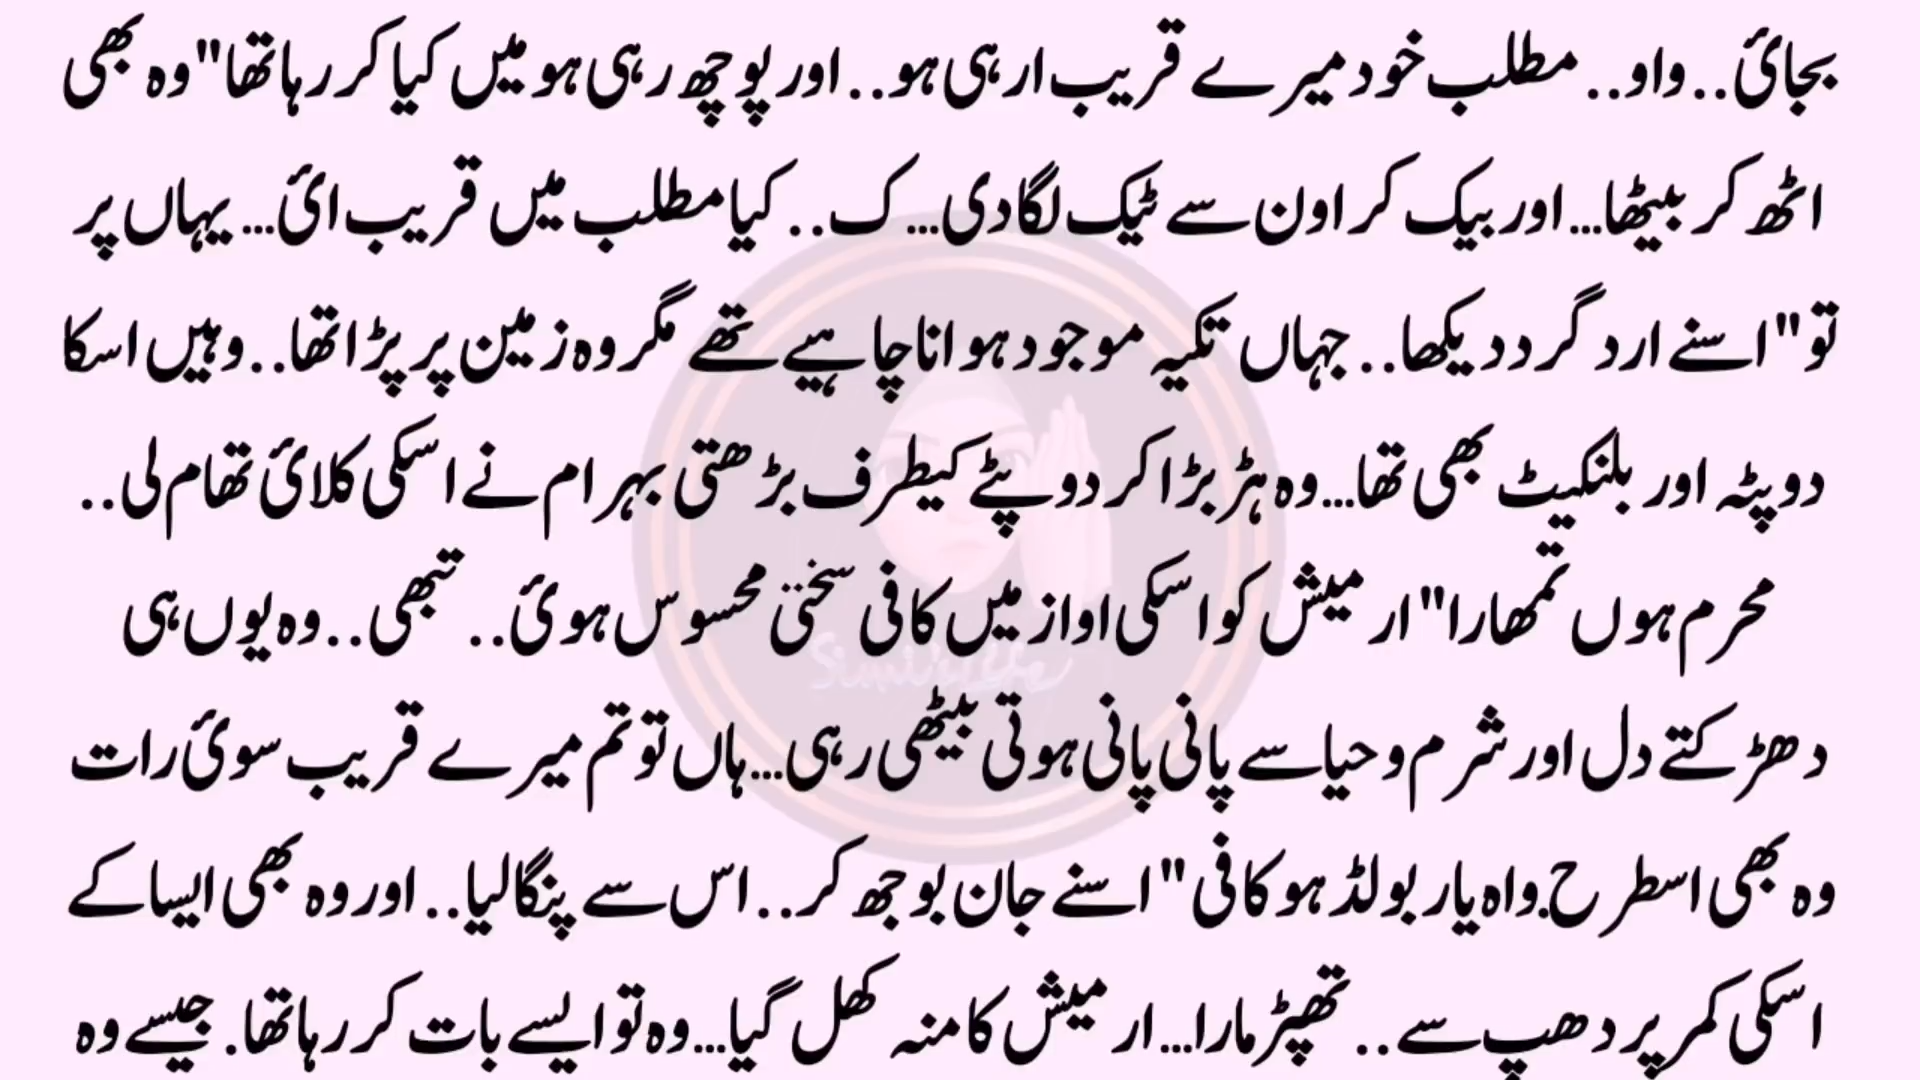 بجائ.. واو.. مطلب خود میرے قریب ارہی ہو.. اور پوچھ رہی ہو میں کیا کر رہا تھا" وہ بھی
اٹھ کر بیٹھا... اور بیک کراون سے ٹیک لگا دی... ک.. کیا مطلب میں قریب ائ... یہاں پر
تو" اسنے ارد گرد دیکھا.. جہاں تکیہ موجود ہوانا چاہیے تھے مگر وہ زمین پر پڑا تھا.. وہیں اسکا
دوپٹہ اور بلنکیٹ بھی تھا... وہ ہڑبڑا کر دوپٹے کیطرف بڑھتی بہرام نے اسکی کلائ تھام لی..
محرم ہوں تمھارا" ارمیش کو اسکی اواز میں کافی سختی محسوس ہوئ.. تبھی.. وہ یوں ہی
دھڑکتے دل اور شرم و حیا سے پانی پانی ہوتی بیٹھی رہی... ہاں تو تم میرے قریب سوئ رات
وہ بھی اسطرح. واہ یار بولڈ ہو کافی" اسنے جان بوجھ کر.. اس سے پنگا لیا.. اور وہ بھی ایسا کے
اسکی کمر پر دھپ سے.. تھپڑ مارا... ارمیش کا منہ کھل گیا... وہ تو ایسے بات کر رہا تھا. جیسے وہ